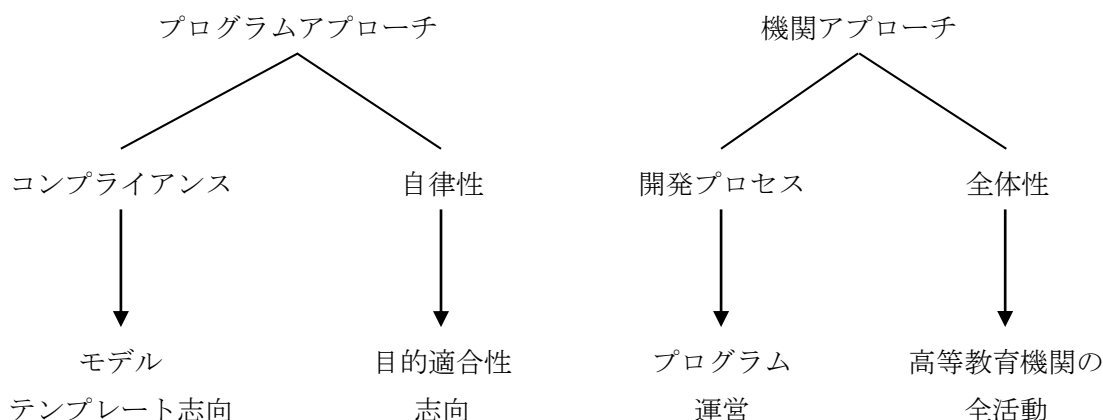 プログラムアプローチ
機関アプローチ
コンプライアンス
自律性
開発プロセス
全体性
モデル
テンプレート志向
目的適合性
志向
プログラム
運営
高等教育機関の
全活動